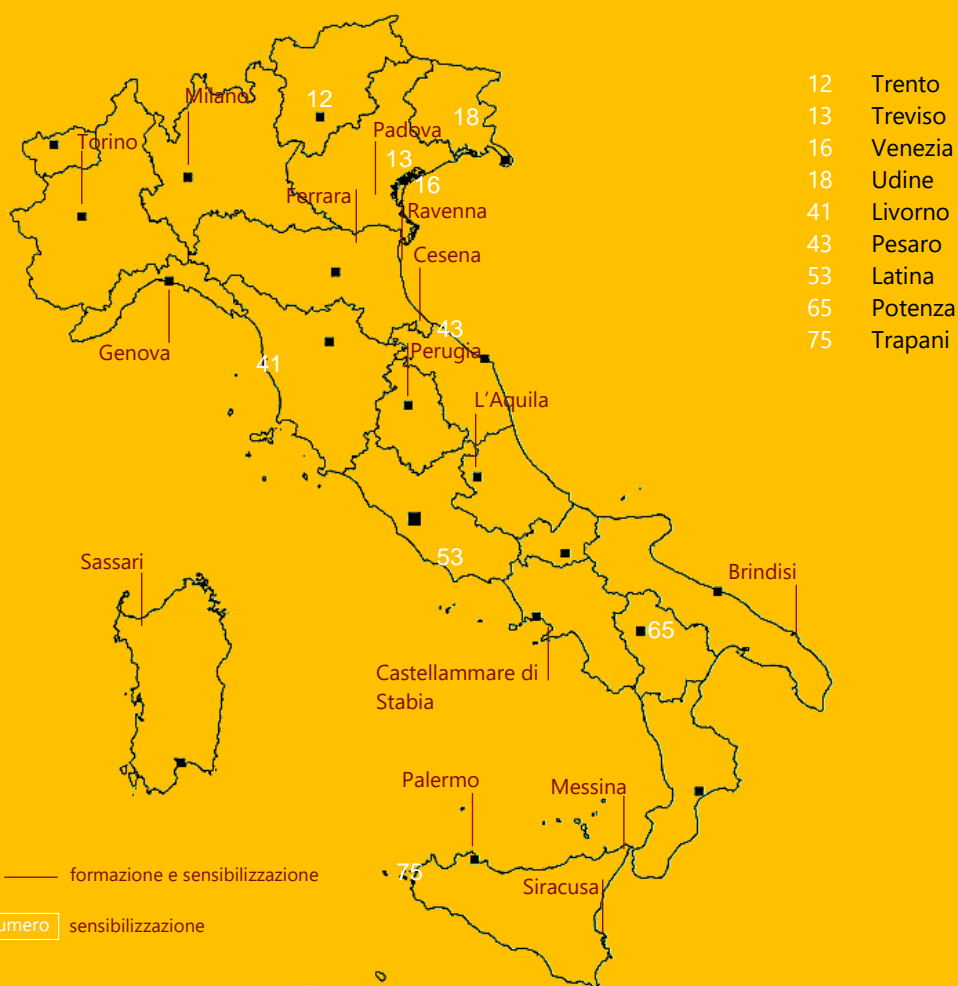 12 Trento
13 Treviso
16 Venezia
18 Udine
41 Livorno
43 Pesaro
53 Latina
65 Potenza
75 Trapani
Milano
12
18
Torino
Padova
13
16
Ferrara
Ravenna
Cesena
43
Genova
41
Perugia
L'Aquila
53
Sassari
Brindisi
65
Castellammare di
Stabia
Palermo
Messina
75
Siracusa
formazione e sensibilizzazione
umero sensibilizzazione